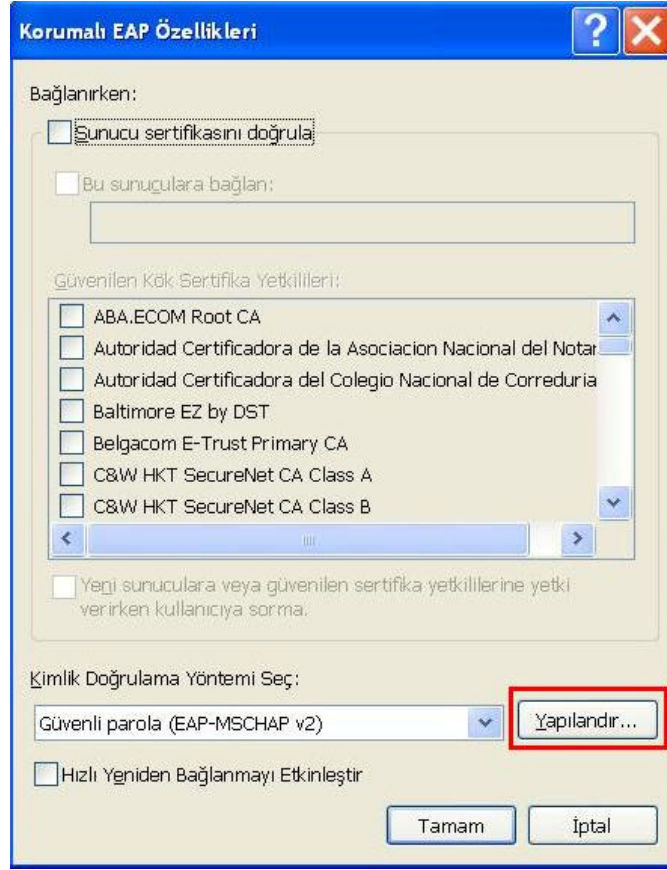 Korumalı EAP Özellikleri
Bağlanırken:
Sunucu sertifikasını doğrula
Bu sunuculara bağlan:
Güvenilen Kök Sertifika Yetkilileri:
ABA.ECOM Root CA
Autoridad Certificadora de la Asociacion Nacional del Notar
Autoridad Certificadora del Colegio Nacional de Correduria
Baltimore EZ by DST
Belgacom E-Trust Primary CA
C&W HKT SecureNet CA Class A
C&W HKT SecureNet CA Class B
Yeni sunuculara veya güvenilen sertifika yetkililerine yetki
verirken kullanıcıya sorma.
Kimlik Doğrulama Yöntemi Seç:
Güvenli parola (EAP-MSCHAP v2) Yapılandır...
Hızlı Yeniden Bağlanmayı Etkinleştir
Tamam İptal